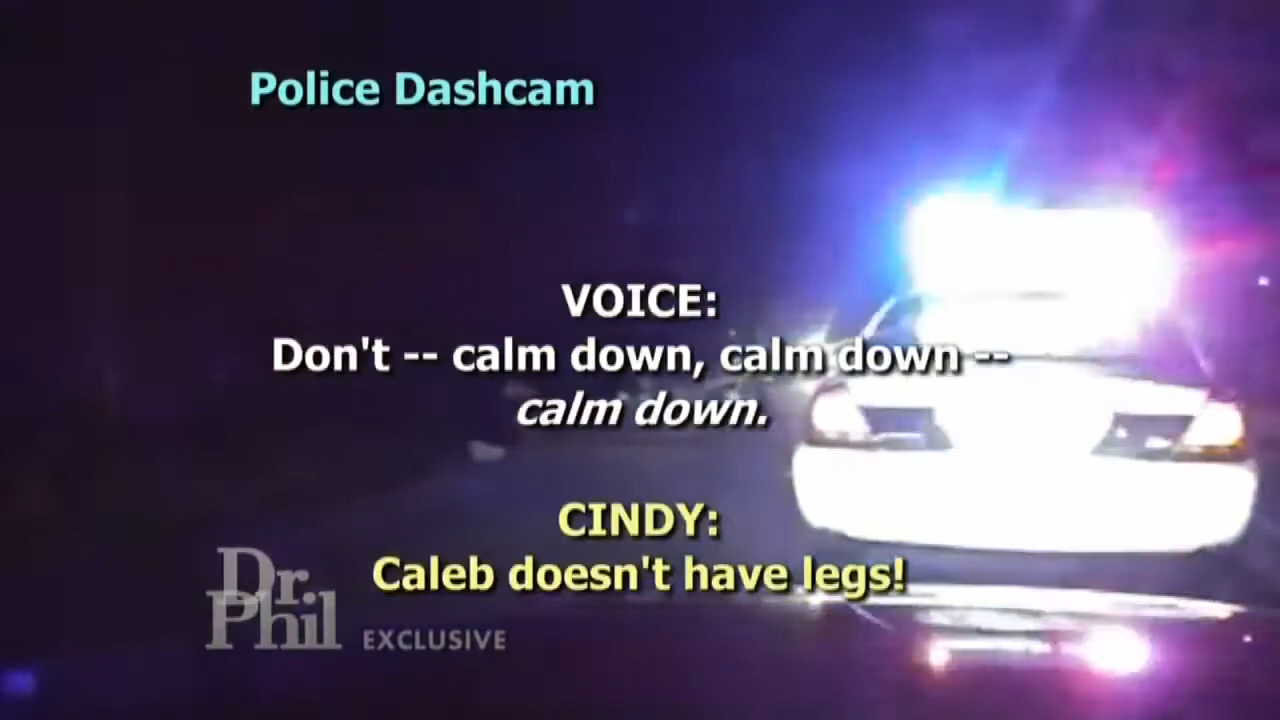 Police Dashcam
VOICE:
Don't -- calm down, calm down --
calm down.
CINDY:
Caleb doesn't have legs!
Dr.
Phil EXCLUSIVE